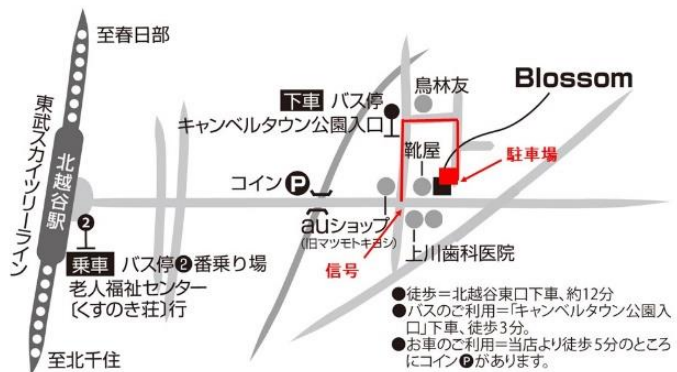 至春日部
東武スカイツリーライン
北越谷駅
至北千住
❷
乗車 バス停❷番乗り場
老人福祉センター
〔くすのき荘〕行
下車 バス停
キャンベルタウン公園入口
コインP
auショップ
(旧マツモトキヨシ)
信号
鳥林友
靴屋
Blossom
駐車場
上川歯科医院
●徒歩=北越谷東口下車、約12分
●バスのご利用=「キャンベルタウン公園入
口」下車、徒歩3分。
●お車のご利用=当店より徒歩5分のところ
にコインPがあります。